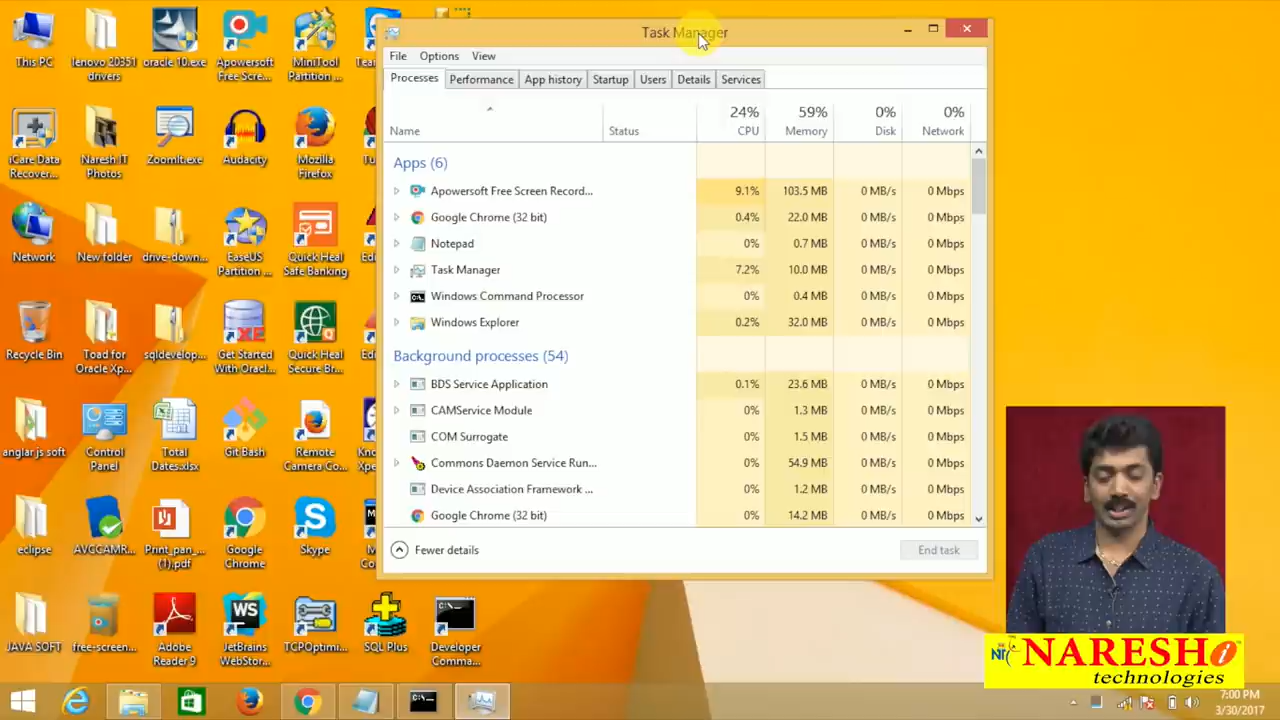 Task Manager
File Options View
Processes Performance App history Startup Users Details Services
24% 59% 0% 0%
Name Status CPU Memory Disk Network
Apps (6)
Apowersoft Free Screen Record... 9.1% 103.5 MB 0 MB/s 0 Mbps
Google Chrome (32 bit) 0.4% 22.0 MB 0 MB/s 0 Mbps
Notepad 0% 0.7 MB 0 MB/s 0 Mbps
Task Manager 7.2% 10.0 MB 0 MB/s 0 Mbps
Windows Command Processor 0% 0.4 MB 0 MB/s 0 Mbps
Windows Explorer 0.2% 32.0 MB 0 MB/s 0 Mbps
Background processes (54)
BDS Service Application 0.1% 23.6 MB 0 MB/s 0 Mbps
CAMService Module 0% 1.3 MB 0 MB/s 0 Mbps
COM Surrogate 0% 1.5 MB 0 MB/s 0 Mbps
Commons Daemon Service Run... 0% 54.9 MB 0 MB/s 0 Mbps
Device Association Framework ... 0% 1.2 MB 0 MB/s 0 Mbps
Google Chrome (32 bit) 0% 14.2 MB 0 MB/s 0 Mbps
Fewer details End task
This PC
lenovo 20351
drivers
oracle 10.exe
Apowersoft
Free Scre...
MiniTool
Partition ...
iCare Data
Recover...
Naresh IT
Photos
ZoomIt.exe
Audacity
Mozilla
Firefox
Network
New folder
drive-down...
EaseUS
Partition ...
Quick Heal
Safe Banking
Recycle Bin
Toad for
Oracle Xp...
sqldevelop...
Get Started
With Oracl...
Quick Heal
Secure Br...
anglar js soft
Control
Panel
Total
Dates.xlsx
Git Bash
Remote
Camera Co...
eclipse
AVCCAMR...
Print_pan_...
(1).pdf
Google
Chrome
Skype
JAVA SOFT
free-screen...
Adobe
Reader 9
WS
JetBrains
WebStor...
TCPOptimi...
SQL Plus
Developer
Comma...
NARESH i
technologies
7:00 PM
3/30/2017